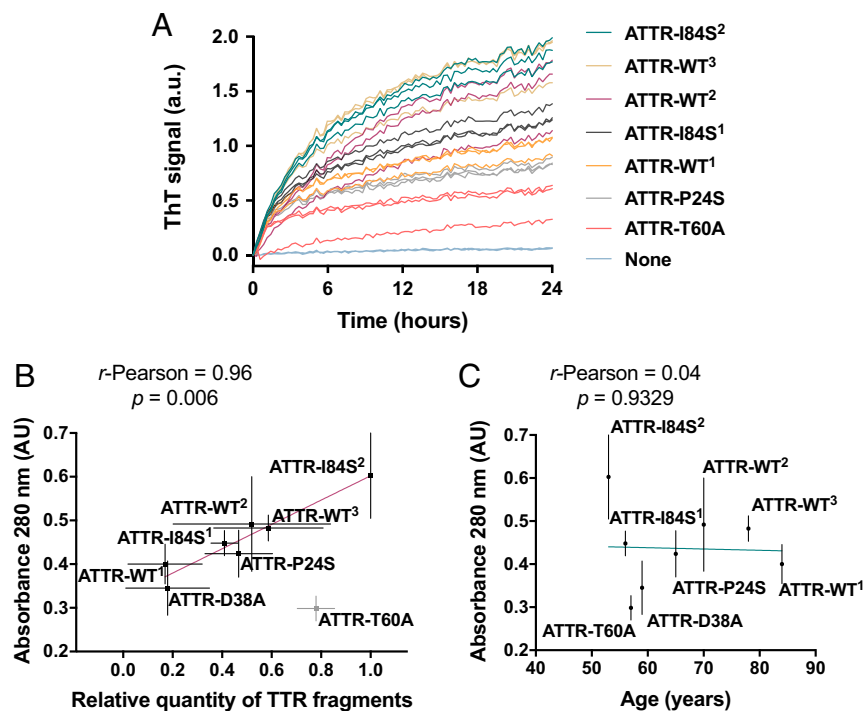 A
ThT signal (a.u.)
2.0
1.5
1.0
0.5
0.0
0 6 12 18 24
Time (hours)
ATTR-I84S²
ATTR-WT³
ATTR-WT²
ATTR-I84S¹
ATTR-WT¹
ATTR-P24S
ATTR-T60A
None
B
r-Pearson = 0.96
p = 0.006
Absorbance 280 nm (AU)
0.7
0.6
0.5
0.4
0.3
0.2
0.0 0.2 0.4 0.6 0.8 1.0
Relative quantity of TTR fragments
ATTR-I84S²
ATTR-WT²
ATTR-WT³
ATTR-I84S¹
ATTR-P24S
ATTR-WT¹
ATTR-D38A
ATTR-T60A
C
r-Pearson = 0.04
p = 0.9329
Absorbance 280 nm (AU)
0.7
0.6
0.5
0.4
0.3
0.2
40 50 60 70 80 90
Age (years)
ATTR-I84S²
ATTR-WT²
ATTR-WT³
ATTR-I84S¹
ATTR-P24S
ATTR-WT¹
ATTR-D38A
ATTR-T60A